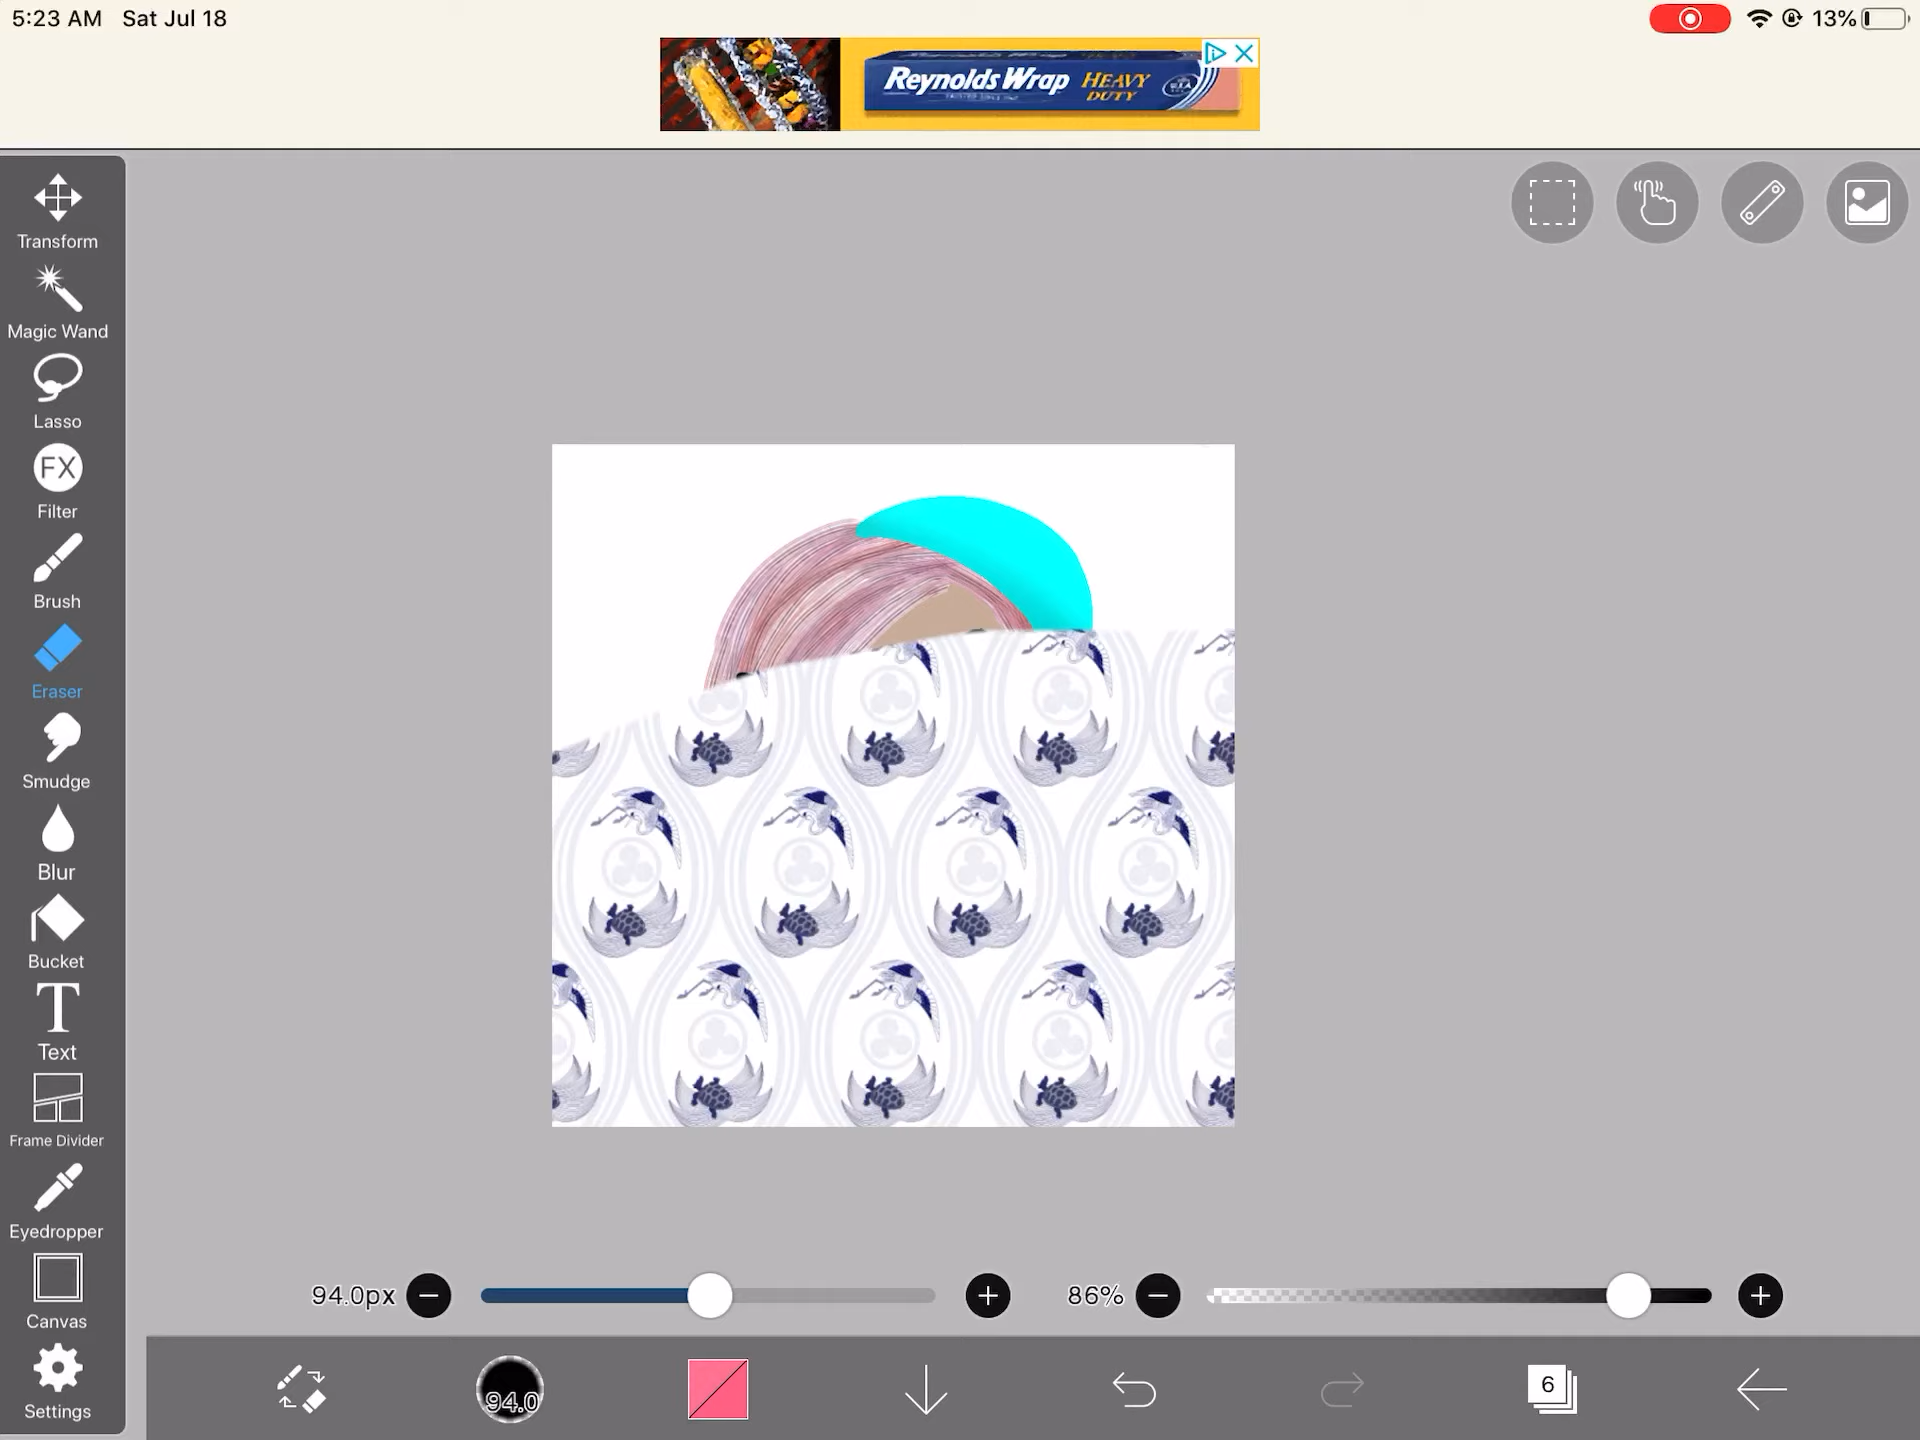 5:23 AM Sat Jul 18
13%
Reynolds Wrap HEAVY DUTY
Transform
Magic Wand
Lasso
FX
Filter
Brush
Eraser
Smudge
Blur
Bucket
T
Text
Frame Divider
Eyedropper
Canvas
Settings
94.0px
86%
94.0
6